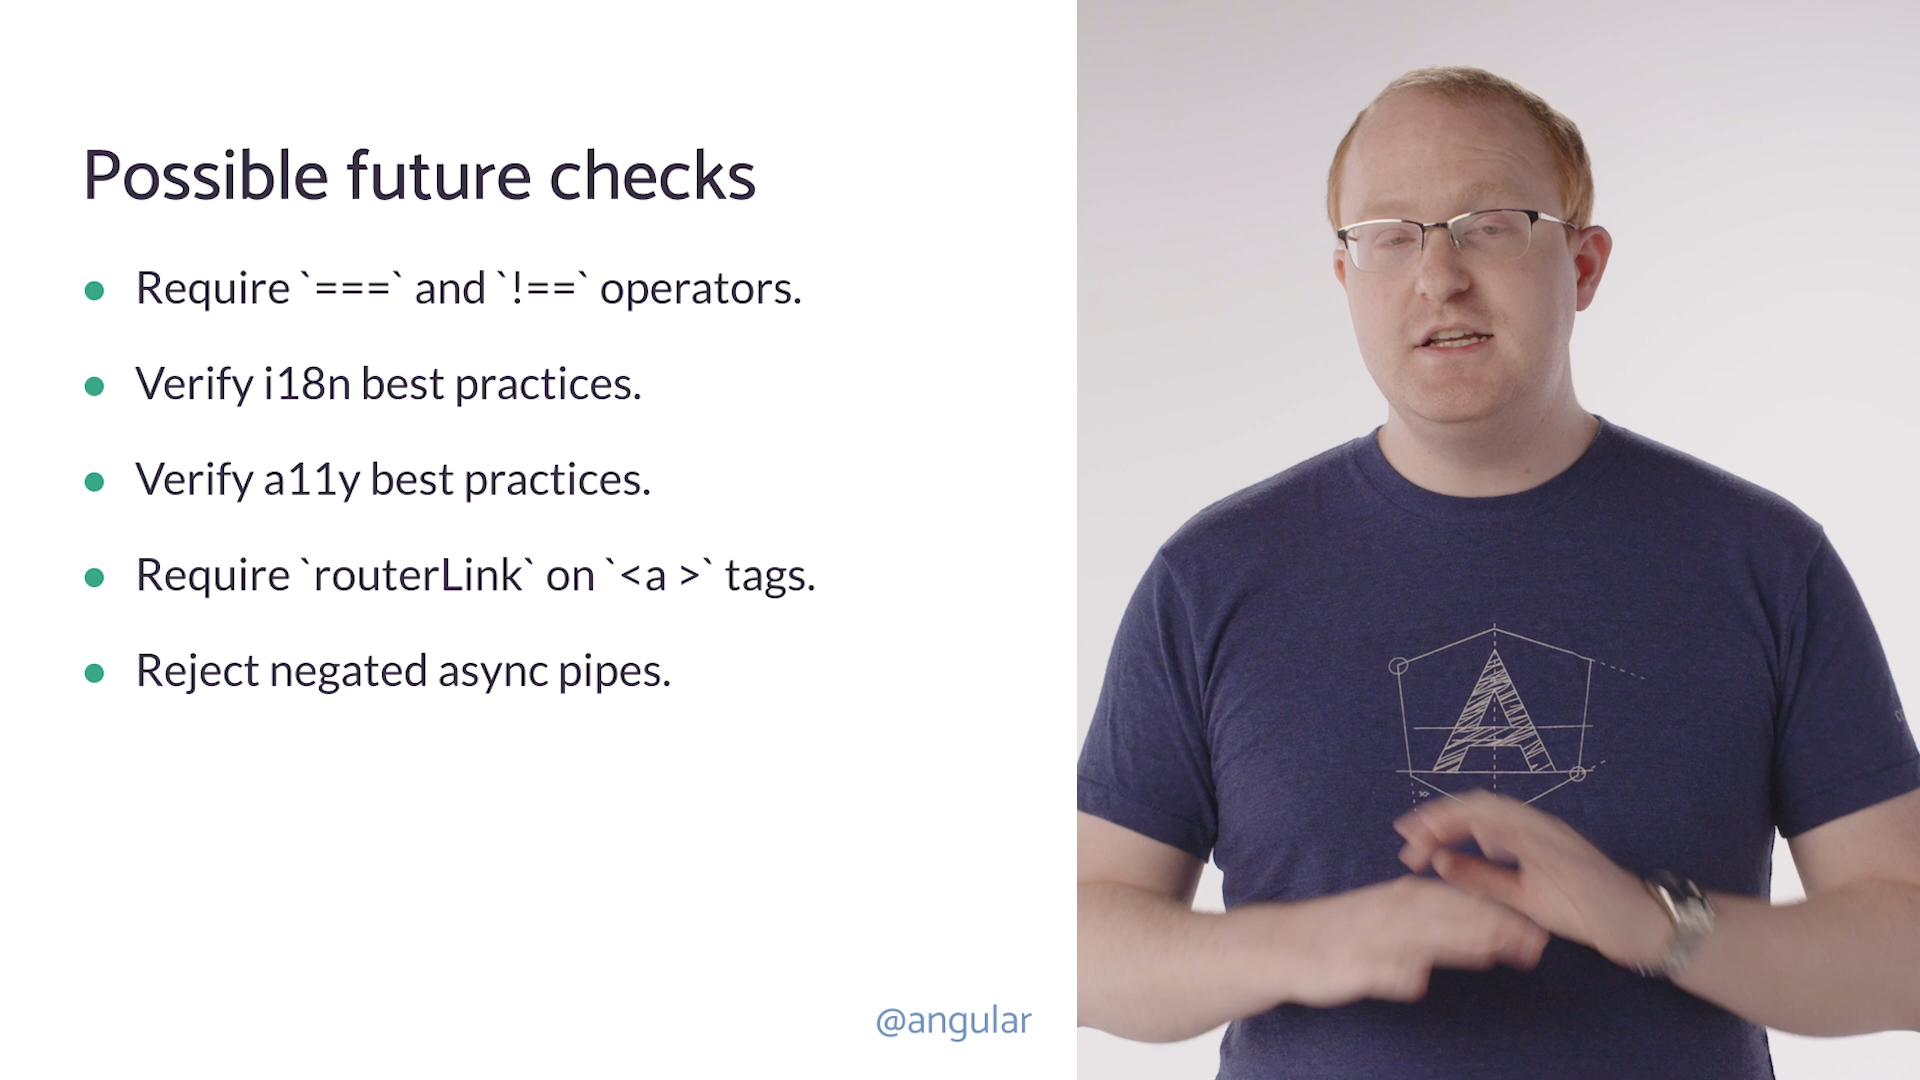 Possible future checks
Require `===` and `!==` operators.
Verify i18n best practices.
Verify a11y best practices.
Require `routerLink` on `<a >` tags.
Reject negated async pipes.
@angular
A